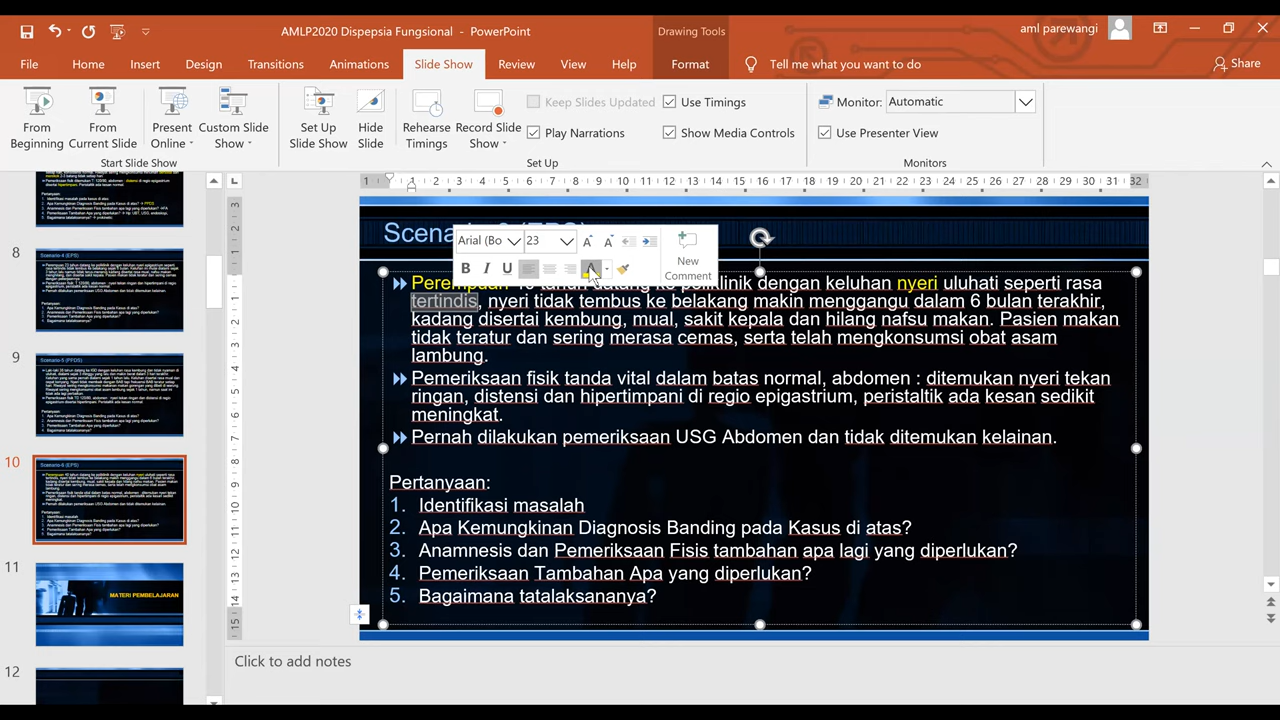 AMLP2020 Dispepsia Fungsional - PowerPoint
Drawing Tools
aml parewangi
File Home Insert Design Transitions Animations Slide Show Review View Help Format Tell me what you want to do Share
From Beginning
From Current Slide
Present Online
Custom Slide Show
Set Up Slide Show
Hide Slide
Rehearse Timings
Record Slide Show
Keep Slides Updated
Play Narrations
Use Timings
Show Media Controls
Monitor: Automatic
Use Presenter View
Start Slide Show
Set Up
Monitors
8
9
10
11
MATERI PEMBELAJARAN
12
Arial (Bo 23
B
New Comment
nyeri uluhati seperti rasa
tertindis, nyeri tidak tembus ke belakang
dalam 6 bulan terakhir,
kadang disertai kembung, mual, sakit kepala dan hilang nafsu makan. Pasien makan
tidak teratur dan sering merasa cemas, serta telah mengkonsumsi obat asam
lambung.
Pemeriksaan fisik tanda vital dalam batas normal, abdomen : ditemukan nyeri tekan
ringan, distensi dan hipertimpani di regio epigastrium, peristaltik ada kesan sedikit
meningkat.
Pernah dilakukan pemeriksaan USG Abdomen dan tidak ditemukan kelainan.
Pertanyaan:
1. Identifikasi masalah
2. Apa Kemungkinan Diagnosis Banding pada Kasus di atas?
3. Anamnesis dan Pemeriksaan Fisis tambahan apa lagi yang diperlukan?
4. Pemeriksaan Tambahan Apa yang diperlukan?
5. Bagaimana tatalaksananya?
Click to add notes